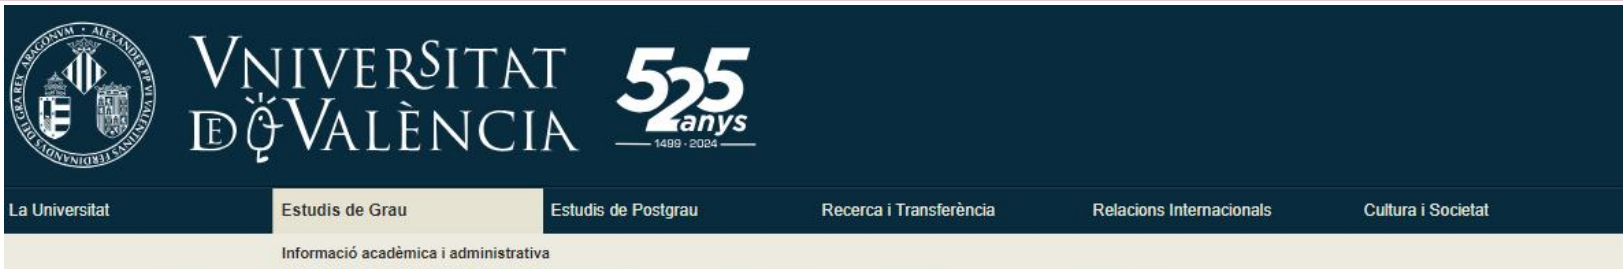 VNIVERSITAT
DE VALÈNCIA
525
anys
1499 - 2024
La Universitat
Estudis de Grau
Estudis de Postgrau
Recerca i Transferència
Relacions Internacionals
Cultura i Societat
Informació acadèmica i administrativa